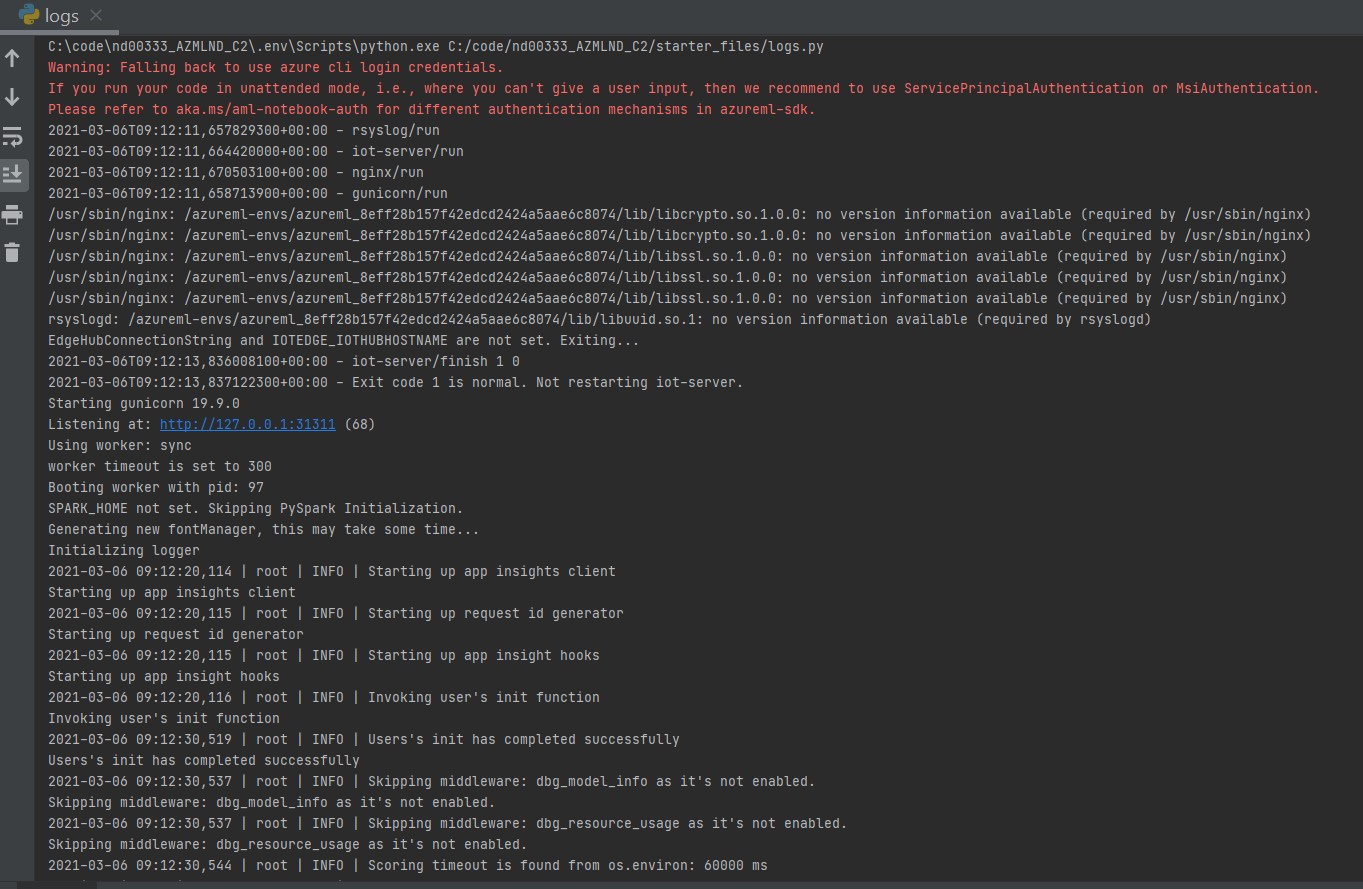 logs
C:\code\nd00333_AZMLND_C2\.env\Scripts\python.exe C:/code/nd00333_AZMLND_C2/starter_files/logs.py
Warning: Falling back to use azure cli login credentials.
If you run your code in unattended mode, i.e., where you can't give a user input, then we recommend to use ServicePrincipalAuthentication or MsiAuthentication.
Please refer to aka.ms/aml-notebook-auth for different authentication mechanisms in azureml-sdk.
2021-03-06T09:12:11,657829300+00:00 - rsyslog/run
2021-03-06T09:12:11,664420000+00:00 - iot-server/run
2021-03-06T09:12:11,670503100+00:00 - nginx/run
2021-03-06T09:12:11,658713900+00:00 - gunicorn/run
/usr/sbin/nginx: /azureml-envs/azureml_8eff28b157f42edcd2424a5aae6c8074/lib/libcrypto.so.1.0.0: no version information available (required by /usr/sbin/nginx)
/usr/sbin/nginx: /azureml-envs/azureml_8eff28b157f42edcd2424a5aae6c8074/lib/libcrypto.so.1.0.0: no version information available (required by /usr/sbin/nginx)
/usr/sbin/nginx: /azureml-envs/azureml_8eff28b157f42edcd2424a5aae6c8074/lib/libssl.so.1.0.0: no version information available (required by /usr/sbin/nginx)
/usr/sbin/nginx: /azureml-envs/azureml_8eff28b157f42edcd2424a5aae6c8074/lib/libssl.so.1.0.0: no version information available (required by /usr/sbin/nginx)
/usr/sbin/nginx: /azureml-envs/azureml_8eff28b157f42edcd2424a5aae6c8074/lib/libssl.so.1.0.0: no version information available (required by /usr/sbin/nginx)
rsyslogd: /azureml-envs/azureml_8eff28b157f42edcd2424a5aae6c8074/lib/libuuid.so.1: no version information available (required by rsyslogd)
EdgeHubConnectionString and IOTEDGE_IOTHUBHOSTNAME are not set. Exiting...
2021-03-06T09:12:13,836008100+00:00 - iot-server/finish 1 0
2021-03-06T09:12:13,837122300+00:00 - Exit code 1 is normal. Not restarting iot-server.
Starting gunicorn 19.9.0
Listening at: http://127.0.0.1:31311 (68)
Using worker: sync
worker timeout is set to 300
Booting worker with pid: 97
SPARK_HOME not set. Skipping PySpark Initialization.
Generating new fontManager, this may take some time...
Initializing logger
2021-03-06 09:12:20,114 | root | INFO | Starting up app insights client
Starting up app insights client
2021-03-06 09:12:20,115 | root | INFO | Starting up request id generator
Starting up request id generator
2021-03-06 09:12:20,115 | root | INFO | Starting up app insight hooks
Starting up app insight hooks
2021-03-06 09:12:20,116 | root | INFO | Invoking user's init function
Invoking user's init function
2021-03-06 09:12:30,519 | root | INFO | Users's init has completed successfully
Users's init has completed successfully
2021-03-06 09:12:30,537 | root | INFO | Skipping middleware: dbg_model_info as it's not enabled.
Skipping middleware: dbg_model_info as it's not enabled.
2021-03-06 09:12:30,537 | root | INFO | Skipping middleware: dbg_resource_usage as it's not enabled.
Skipping middleware: dbg_resource_usage as it's not enabled.
2021-03-06 09:12:30,544 | root | INFO | Scoring timeout is found from os.environ: 60000 ms